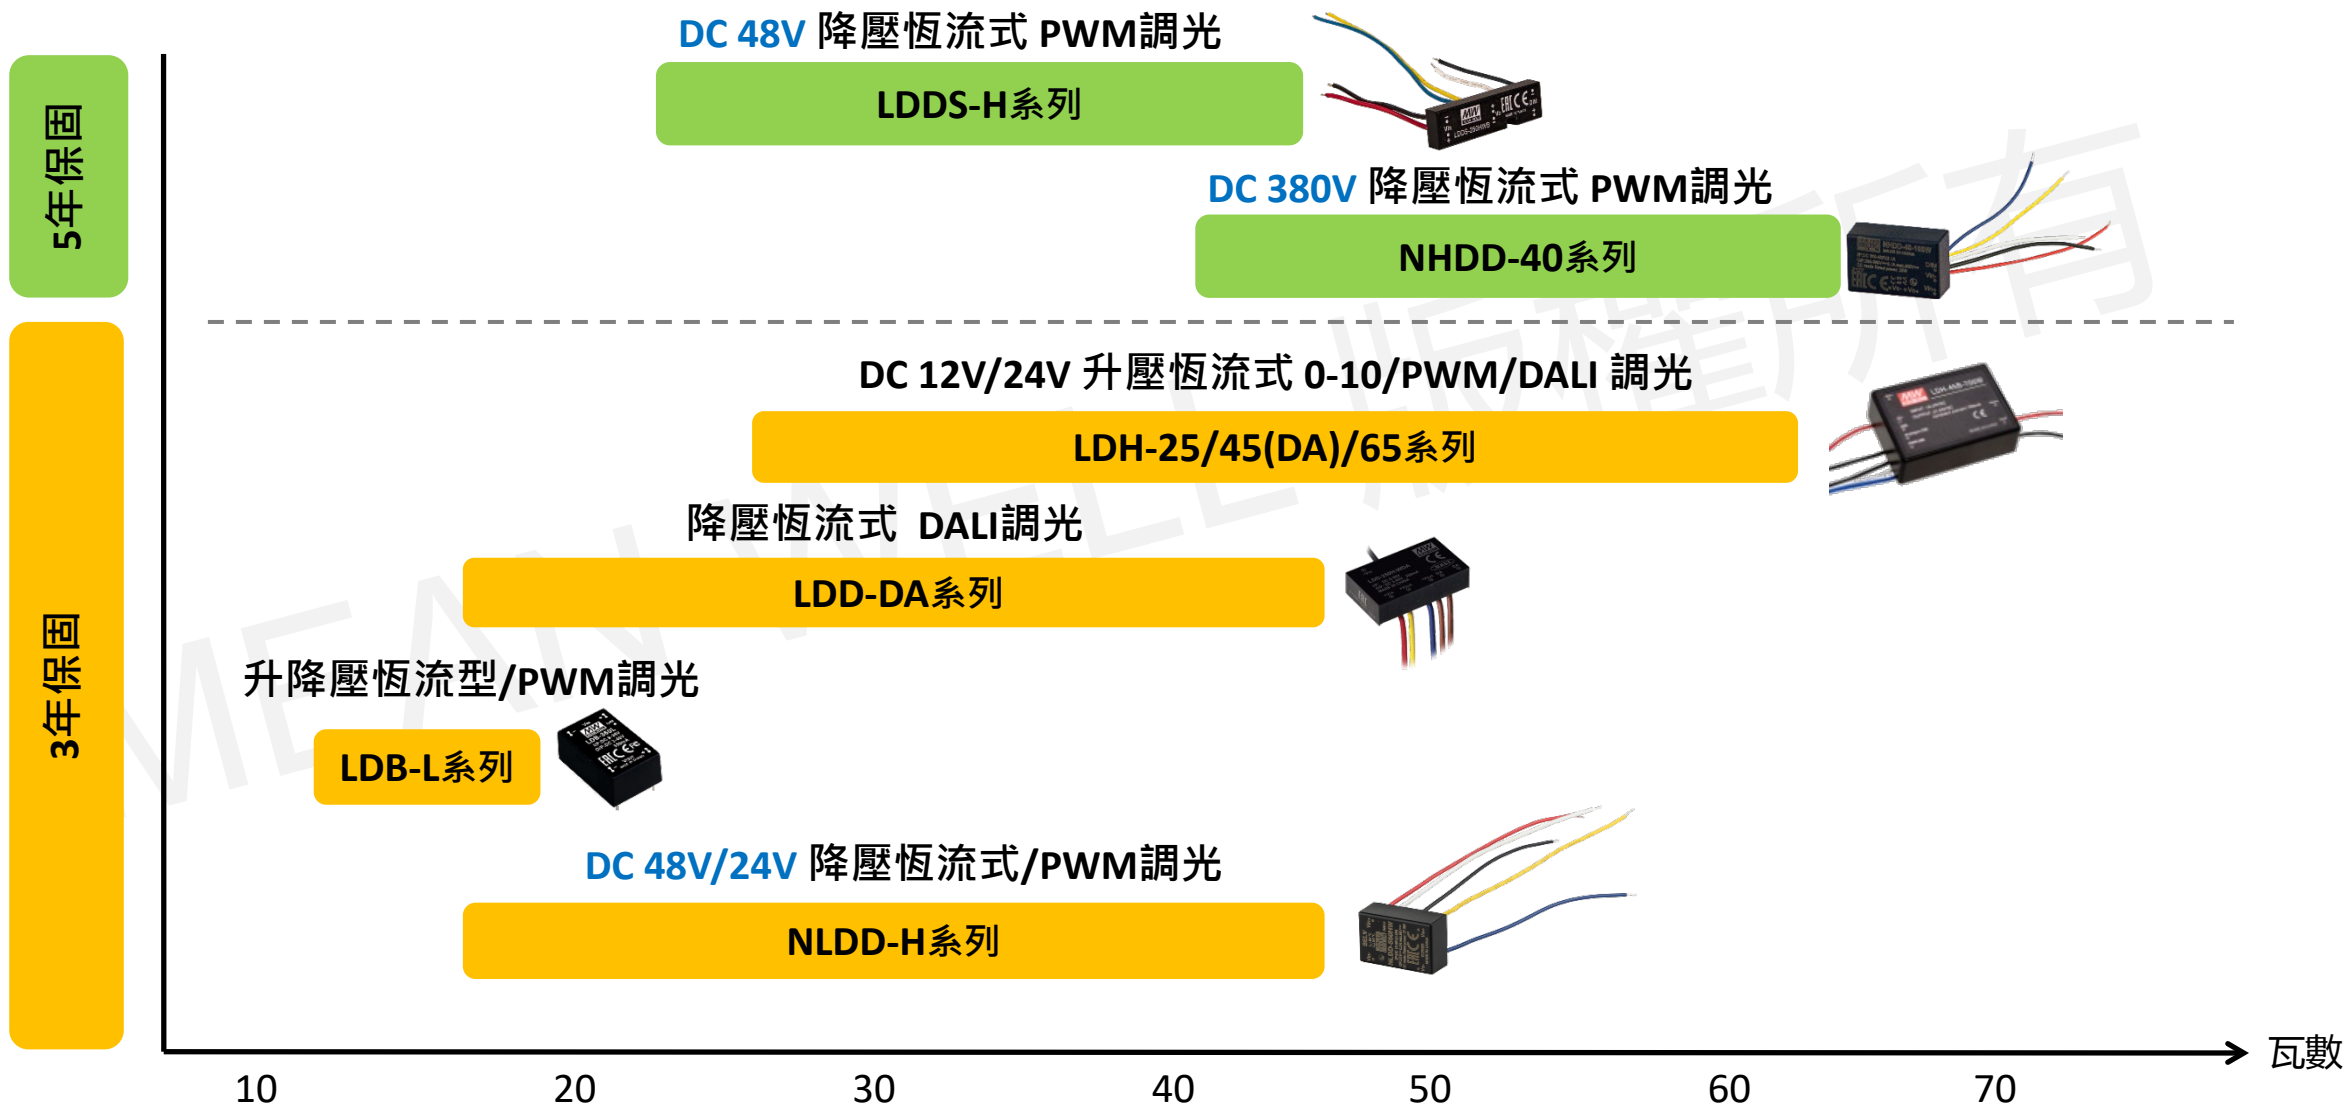 DC 48V 降壓恆流式 PWM調光
LDDS-H系列
5年保固
DC 380V 降壓恆流式 PWM調光
NHDD-40系列
DC 12V/24V 升壓恆流式 0-10/PWM/DALI 調光
LDH-25/45(DA)/65系列
降壓恆流式 DALI調光
LDD-DA系列
3年保固
升降壓恆流型/PWM調光
LDB-L系列
DC 48V/24V 降壓恆流式/PWM調光
NLDD-H系列
瓦數
10 20 30 40 50 60 70
MEAN WELL 版權所有